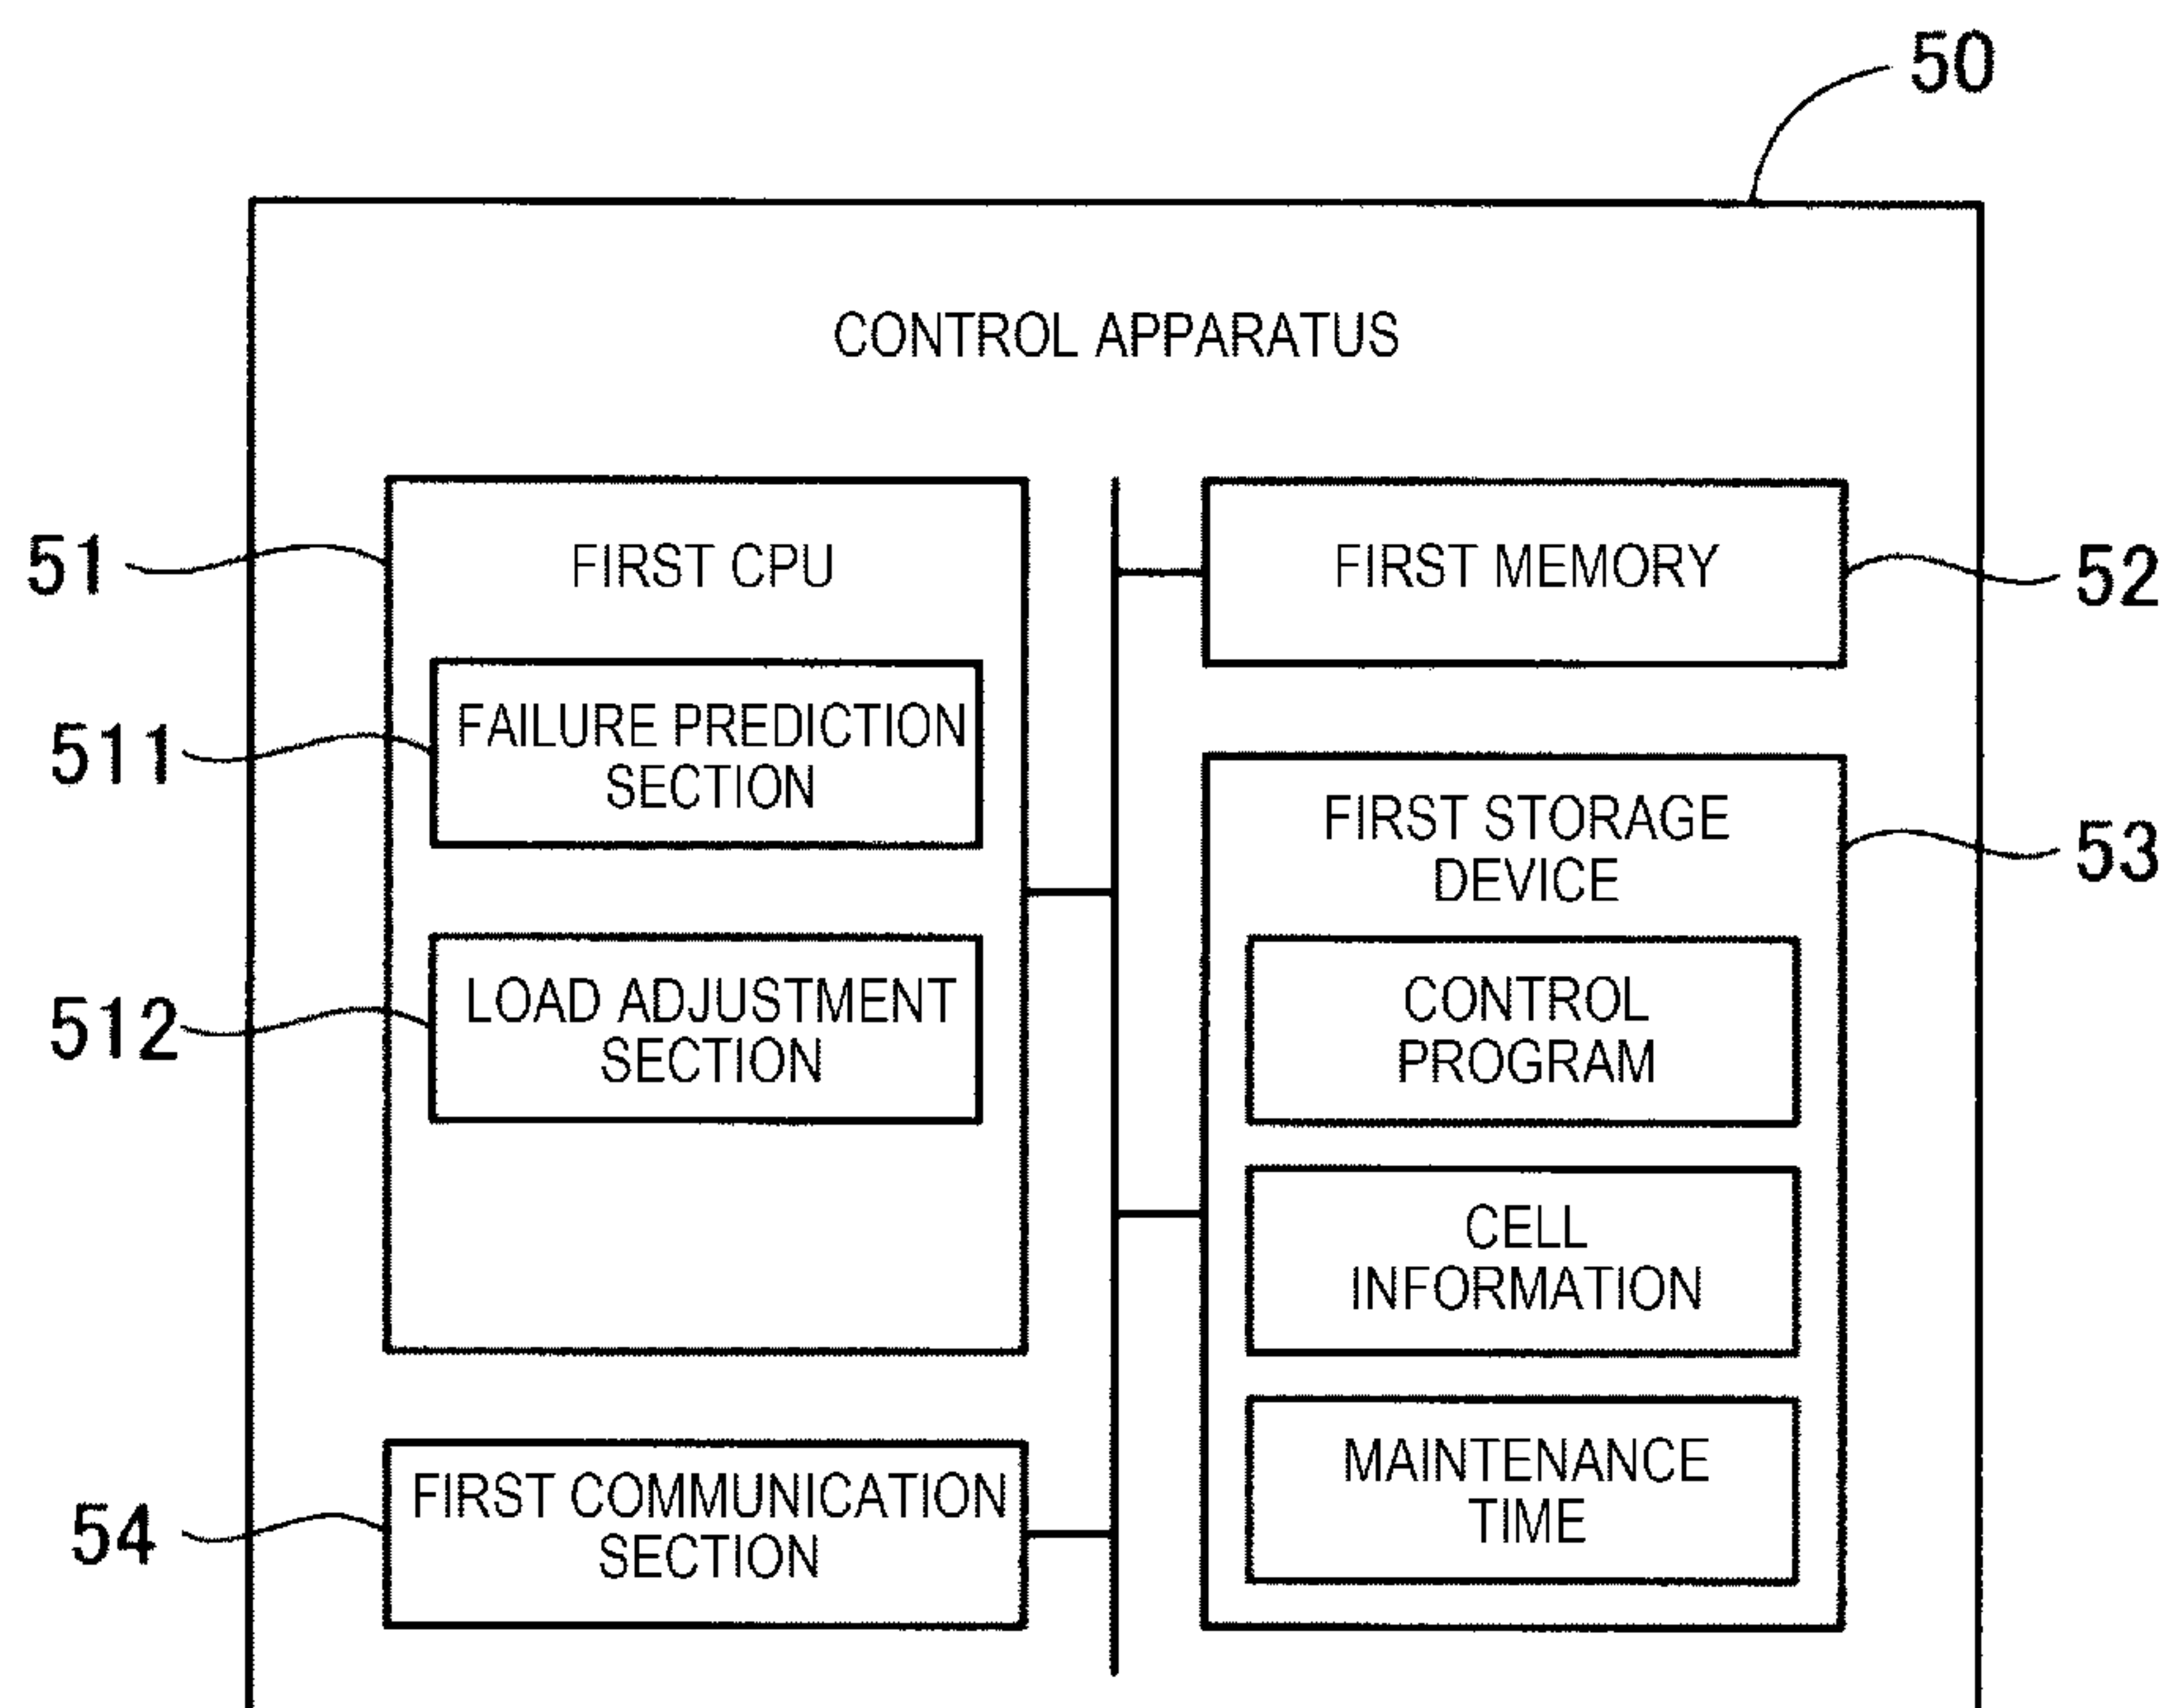 50
CONTROL APPARATUS
51
FIRST CPU
511
FAILURE PREDICTION
SECTION
512
LOAD ADJUSTMENT
SECTION
54
FIRST COMMUNICATION
SECTION
FIRST MEMORY
52
FIRST STORAGE
DEVICE
53
CONTROL
PROGRAM
CELL
INFORMATION
MAINTENANCE
TIME